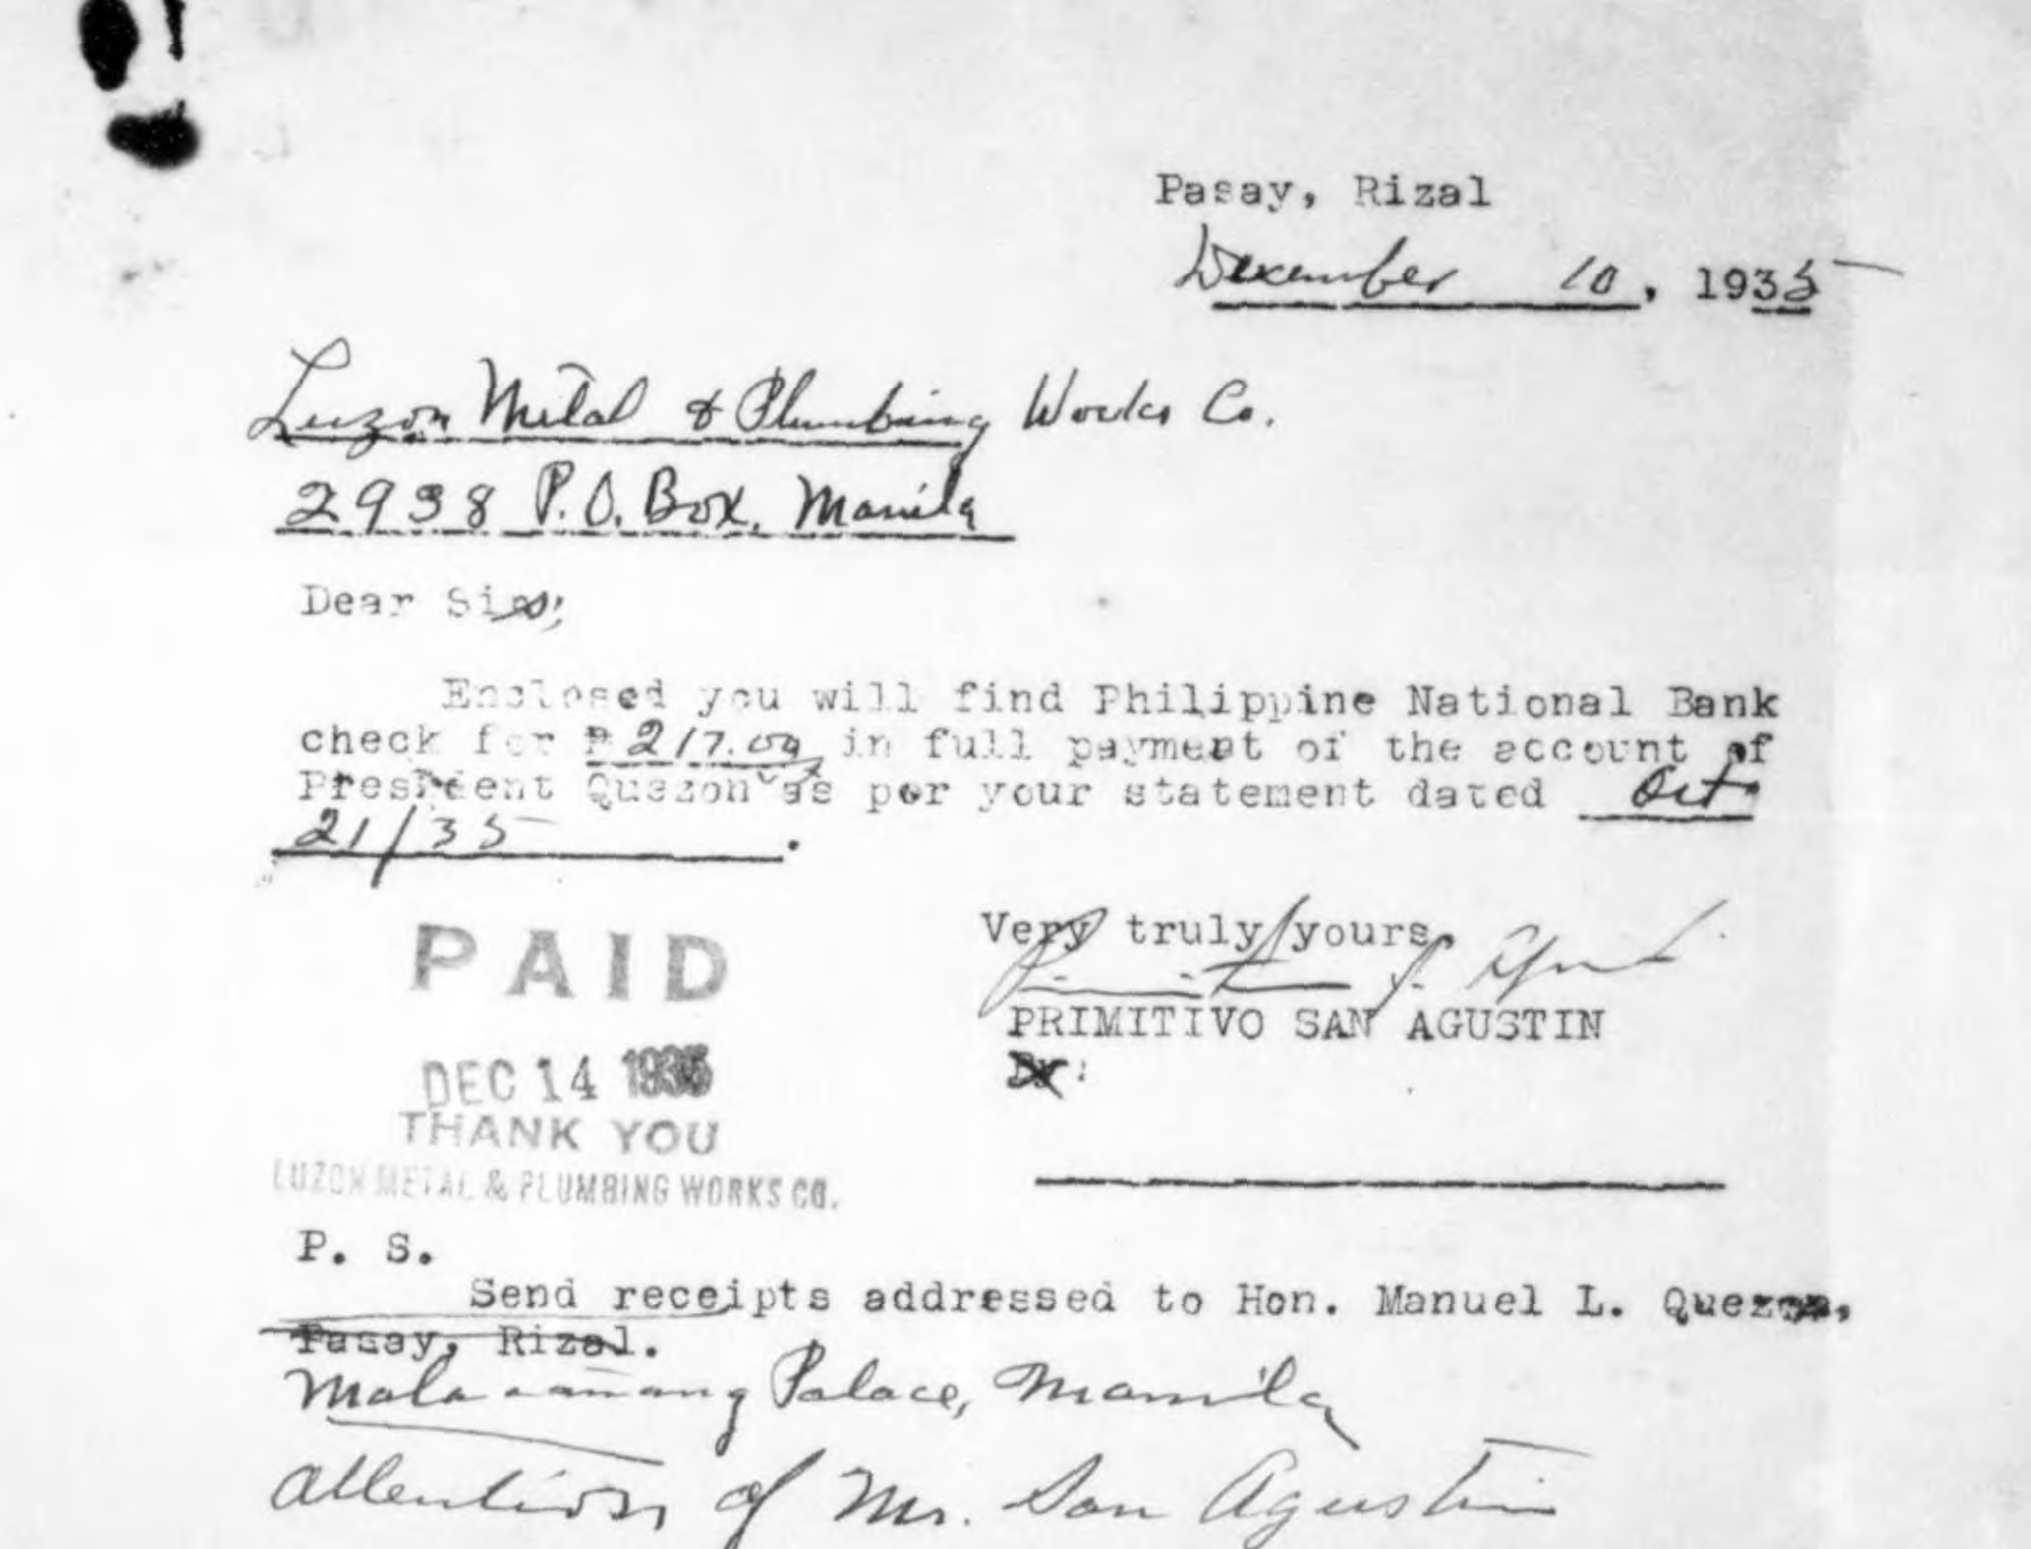 Pasay, Rizal
December 10, 1935
Luzon Metal & Plumbing Works Co.
2938 P.O. Box, Manila
Dear Sir;
Enclosed you will find Philippine National Bank
check for ₱ 217.09 in full payment of the account of
President Quezon as per your statement dated Oct.
21/35.
PAID
DEC 14 1935
THANK YOU
LUZON METAL & PLUMBING WORKS CO.
Very truly yours,
PRIMITIVO SAN AGUSTIN
By:
P. S.
Send receipts addressed to Hon. Manuel L. Quezon,
Pasay, Rizal.
Malacanang Palace, Manila
attention of Mr. San Agustin